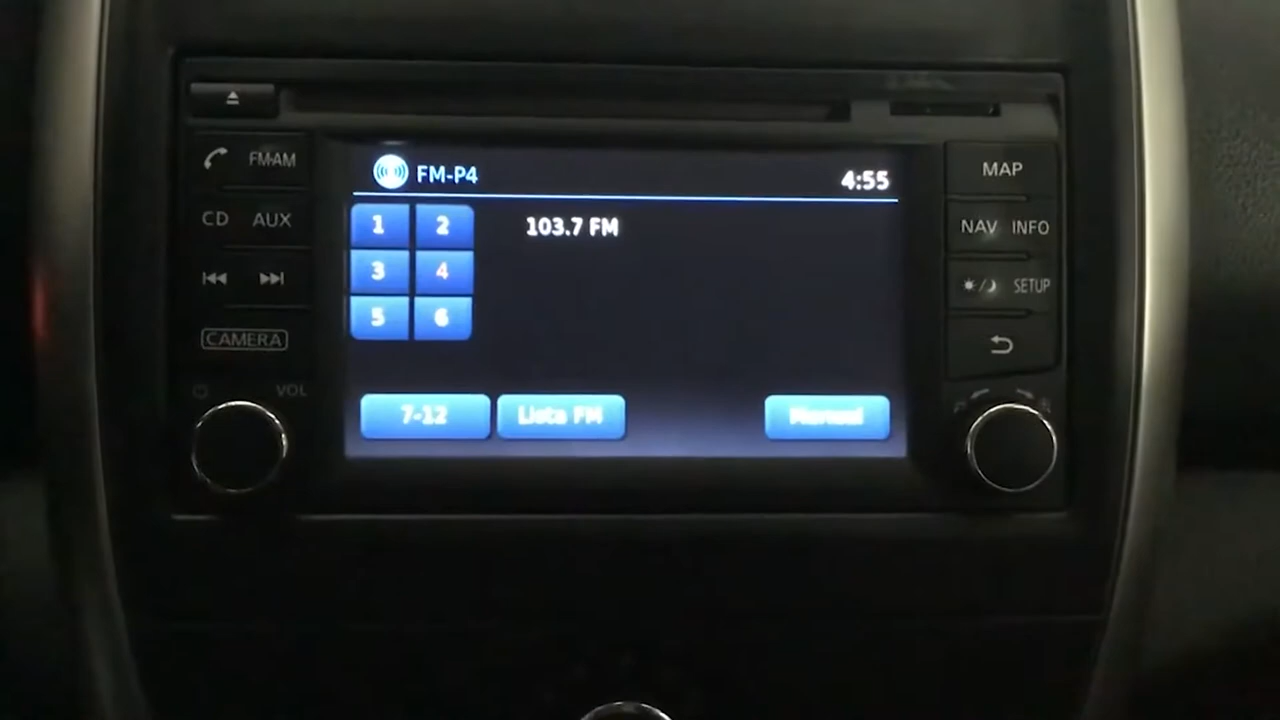 FM·AM
CD AUX
CAMERA
VOL
FM-P4
4:55
1 2
103.7 FM
3 4
5 6
7-12 Lista FM Manual
MAP
NAV INFO
SETUP